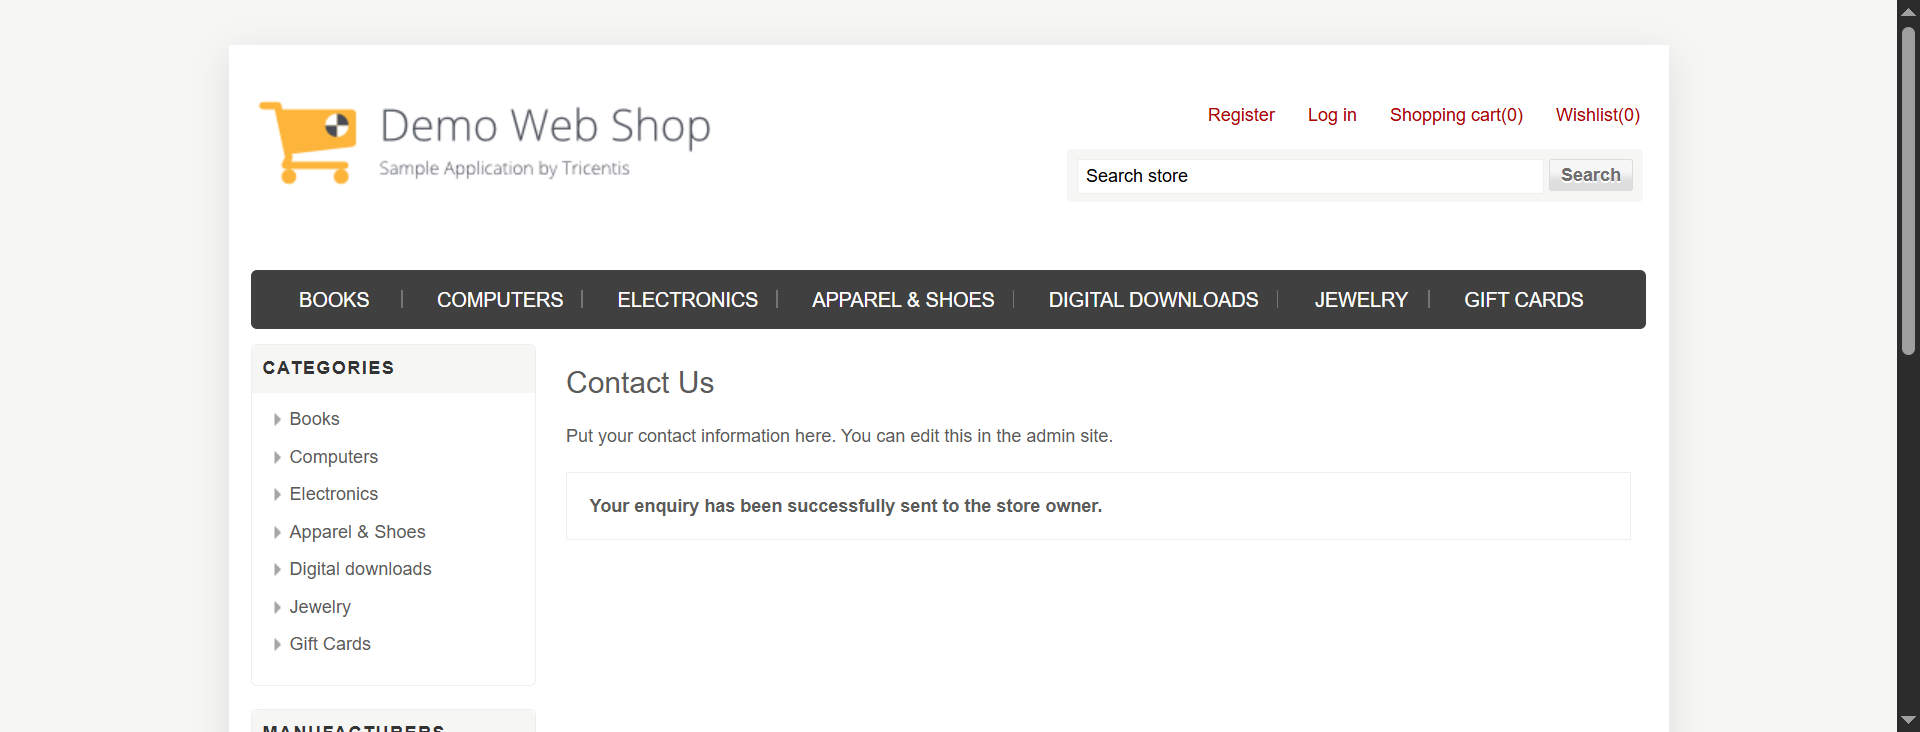 Demo Web Shop
Sample Application by Tricentis
Register Log in Shopping cart(0) Wishlist(0)
Search store Search
BOOKS COMPUTERS ELECTRONICS APPAREL & SHOES DIGITAL DOWNLOADS JEWELRY GIFT CARDS
CATEGORIES
Books
Computers
Electronics
Apparel & Shoes
Digital downloads
Jewelry
Gift Cards
MANUFACTURERS
Contact Us
Put your contact information here. You can edit this in the admin site.
Your enquiry has been successfully sent to the store owner.